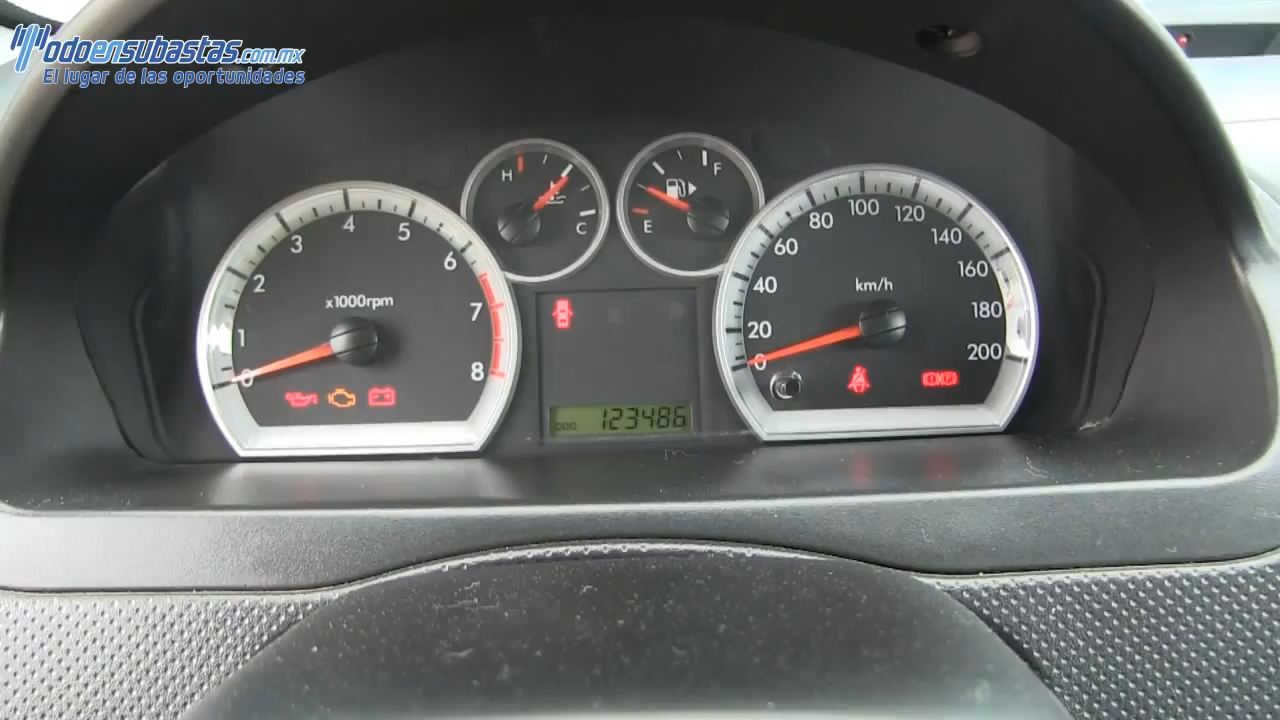 Todoensubastas.com.mx
El lugar de las oportunidades
H
C
F
E
0
1
2
3
4
5
6
7
8
x1000rpm
0
20
40
60
80
100
120
140
160
180
200
km/h
ODO 123486